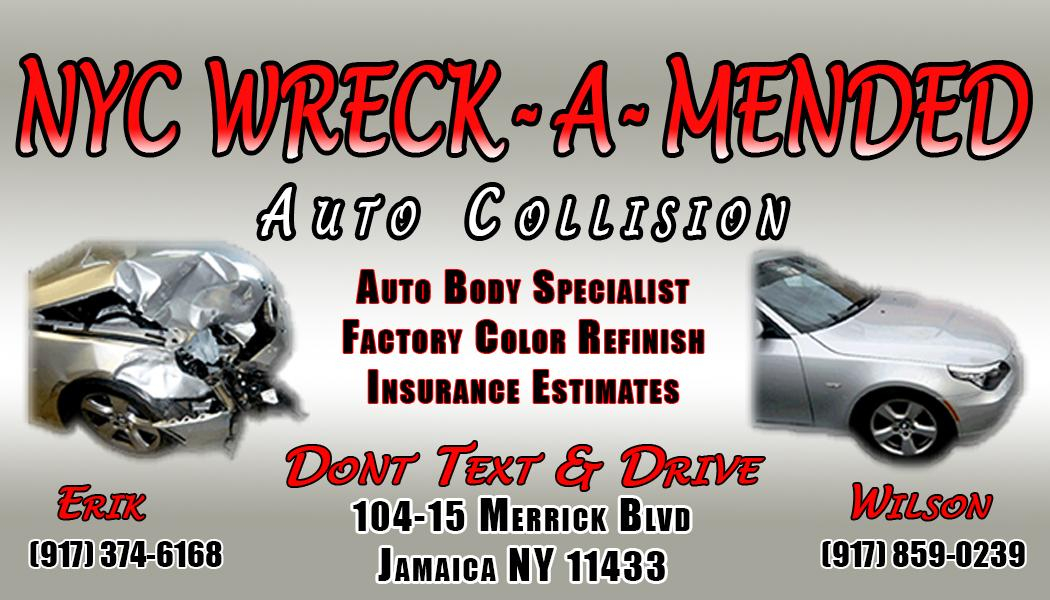 NYC WRECK~A~MENDED
AUTO COLLISION
AUTO BODY SPECIALIST
FACTORY COLOR REFINISH
INSURANCE ESTIMATES
DONT TEXT & DRIVE
104-15 MERRICK BLVD
JAMAICA NY 11433
ERIK
(917) 374-6168
WILSON
(917) 859-0239